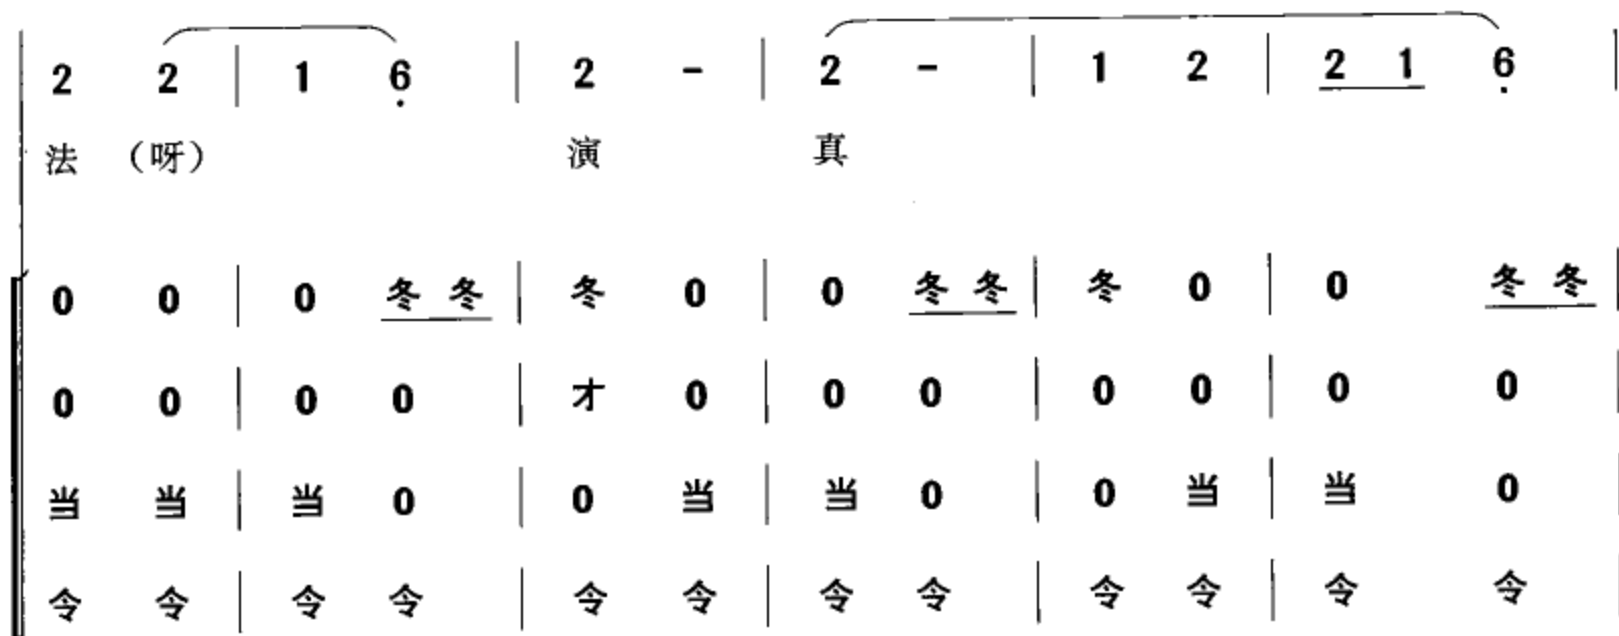 2 2 | 1 6̣ | 2 - | 2 - | 1 2 | 2 1 6̣ |
法 （呀） 演 真
0 0 | 0 冬 冬 | 冬 0 | 0 冬 冬 | 冬 0 | 0 冬 冬 |
0 0 | 0 0 | 才 0 | 0 0 | 0 0 | 0 0 |
当 当 | 当 0 | 0 当 | 当 0 | 0 当 | 当 0
令 令 | 令 令 | 令 令 | 令 令 | 令 令 | 令 令